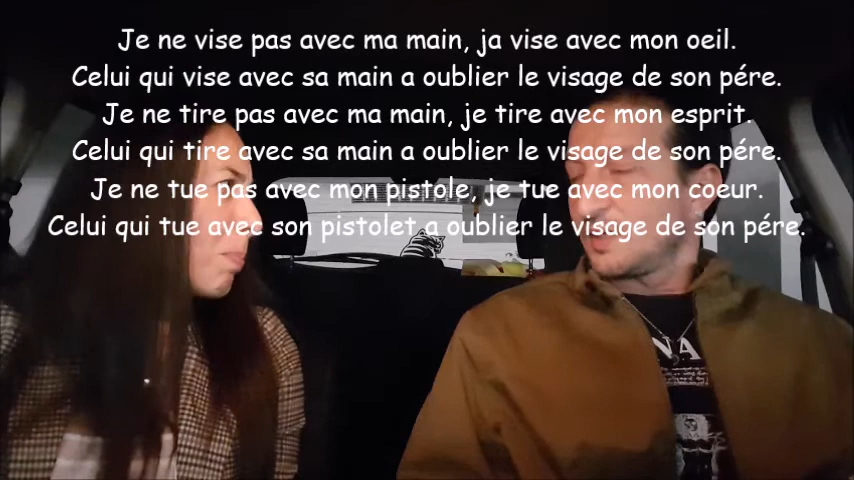 Je ne vise pas avec ma main, ja vise avec mon oeil.
Celui qui vise avec sa main a oublier le visage de son pére.
Je ne tire pas avec ma main, je tire avec mon esprit.
Celui qui tire avec sa main a oublier le visage de son pére.
Je ne tue pas avec mon pistole, je tue avec mon coeur.
Celui qui tue avec son pistolet a oublier le visage de son pére.
NA